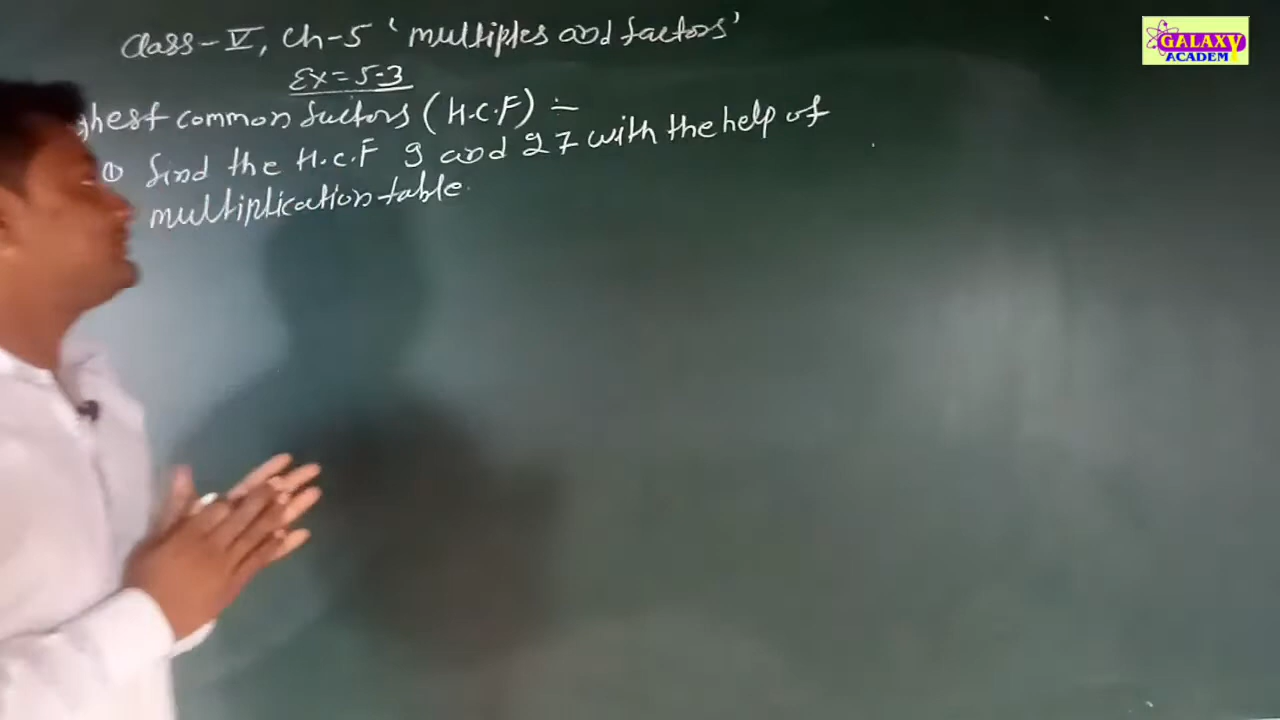 Class-V, Ch-5 'multiples and factors'
Ex = 5.3
ghest common factors (H.C.F) :-
① find the H.C.F 9 and 27 with the help of
multiplication table.
GALAXY
ACADEM